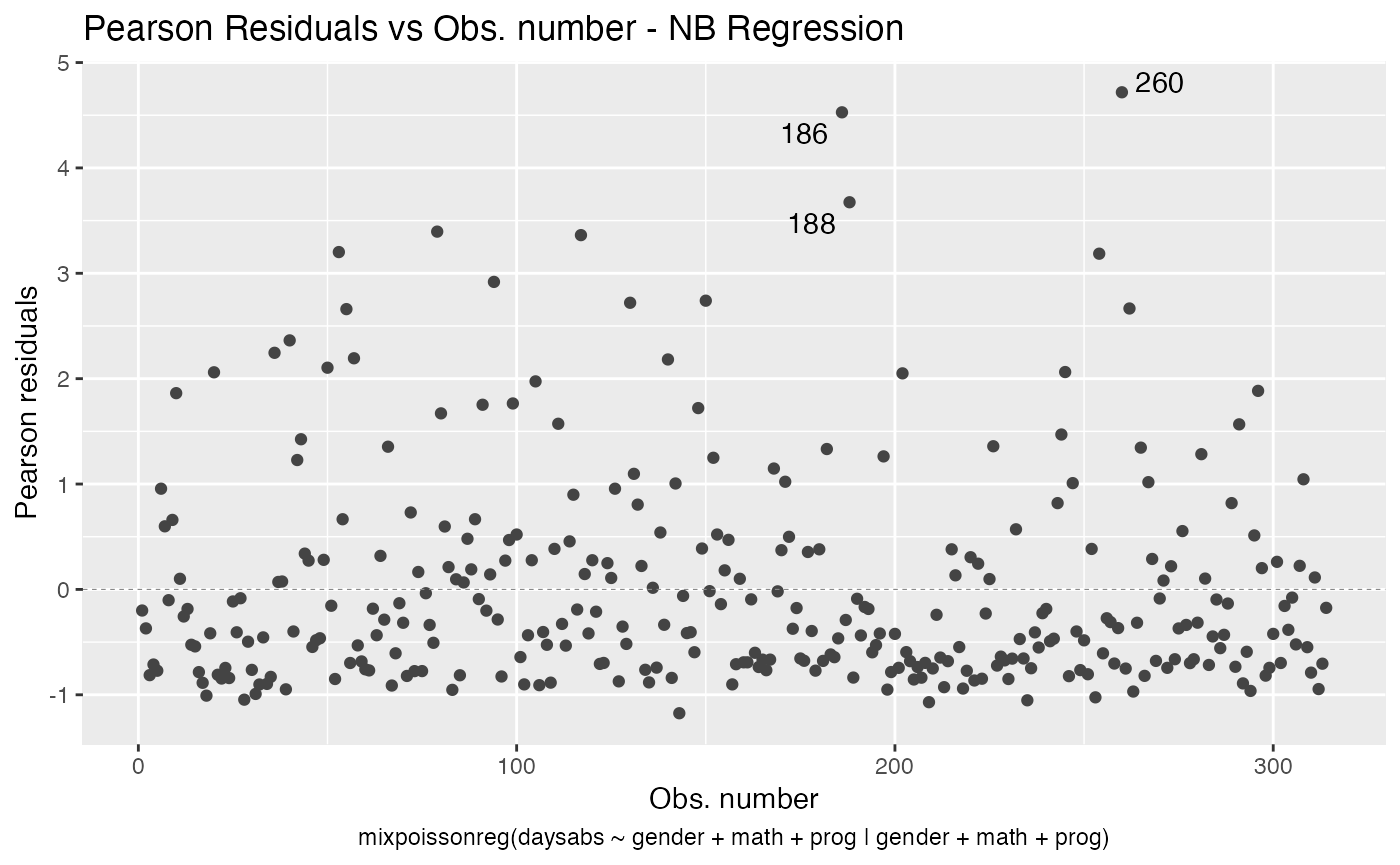 Pearson Residuals vs Obs. number - NB Regression
5
260
186
4
188
3
2
1
0
-1
Pearson residuals
0 100 200 300
Obs. number
mixpoissonreg(daysabs ~ gender + math + prog | gender + math + prog)